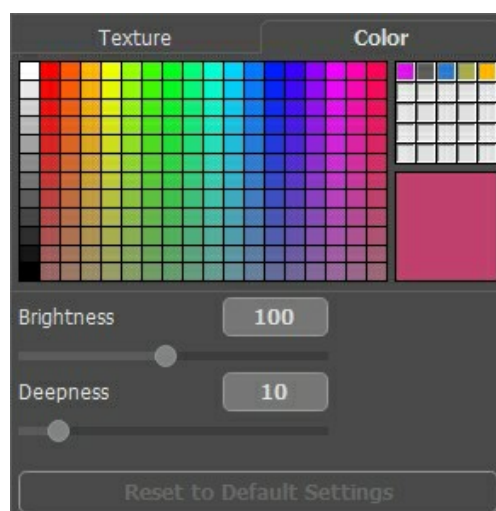 Texture Color
Brightness 100
Deepness 10
Reset to Default Settings